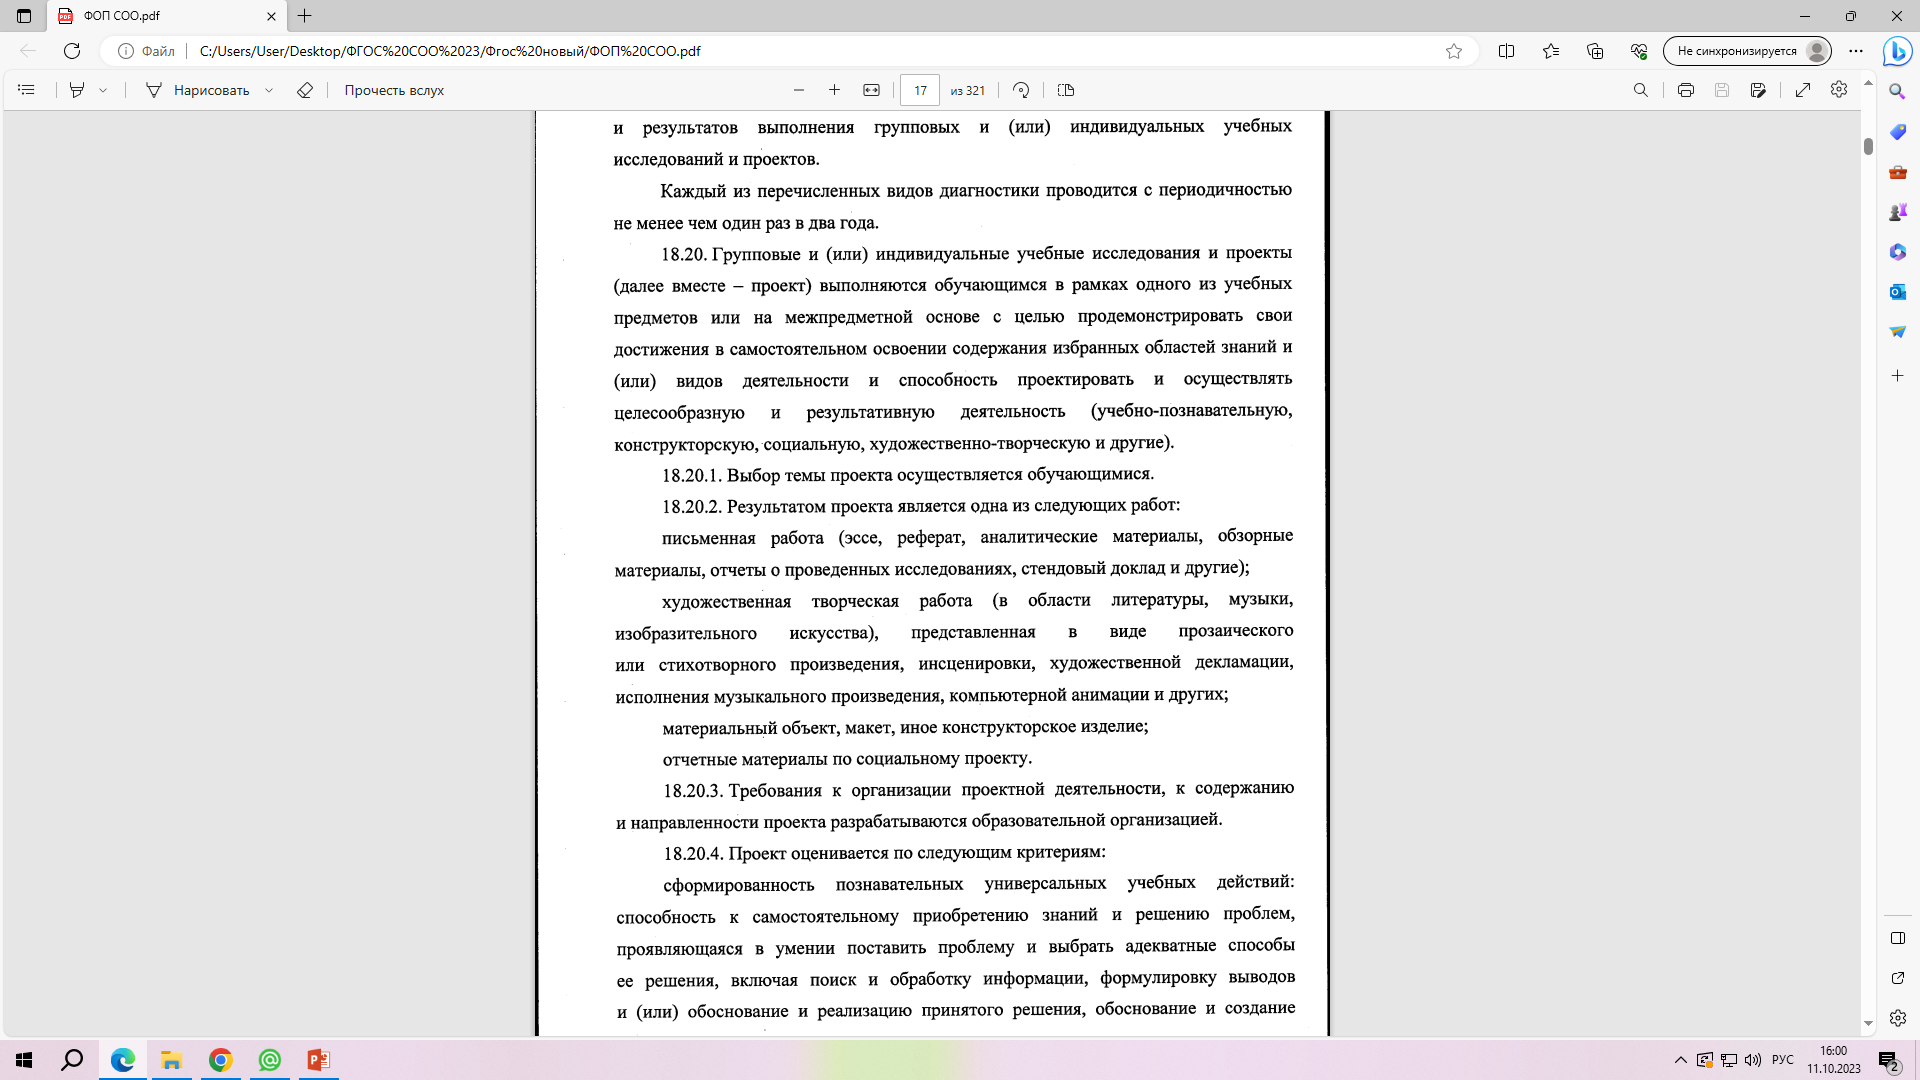 ФОП СОО.pdf
Файл
C:/Users/User/Desktop/ФГОС%20СОО%2023/Фгос%20новый/ФОП%20СОО.pdf
Не синхронизируется
Нарисовать
Прочесть вслух
17
из 321
и результатов выполнения групповых и (или) индивидуальных учебных
исследований и проектов.
Каждый из перечисленных видов диагностики проводится с периодичностью
не менее чем один раз в два года.
18.20. Групповые и (или) индивидуальные учебные исследования и проекты
(далее вместе – проект) выполняются обучающимся в рамках одного из учебных
предметов или на межпредметной основе с целью продемонстрировать свои
достижения в самостоятельном освоении содержания избранных областей знаний и
(или) видов деятельности и способность проектировать и осуществлять
целесообразную и результативную деятельность (учебно-познавательную,
конструкторскую, социальную, художественно-творческую и другие).
18.20.1. Выбор темы проекта осуществляется обучающимися.
18.20.2. Результатом проекта является одна из следующих работ:
письменная работа (эссе, реферат, аналитические материалы, обзорные
материалы, отчеты о проведенных исследованиях, стендовый доклад и другие);
художественная творческая работа (в области литературы, музыки,
изобразительного искусства), представленная в виде прозаического
или стихотворного произведения, инсценировки, художественной декламации,
исполнения музыкального произведения, компьютерной анимации и других;
материальный объект, макет, иное конструкторское изделие;
отчетные материалы по социальному проекту.
18.20.3. Требования к организации проектной деятельности, к содержанию
и направленности проекта разрабатываются образовательной организацией.
18.20.4. Проект оценивается по следующим критериям:
сформированность познавательных универсальных учебных действий:
способность к самостоятельному приобретению знаний и решению проблем,
проявляющаяся в умении поставить проблему и выбрать адекватные способы
ее решения, включая поиск и обработку информации, формулировку выводов
и (или) обоснование и реализацию принятого решения, обоснование и создание
РУС
16:00
11.10.2023
2